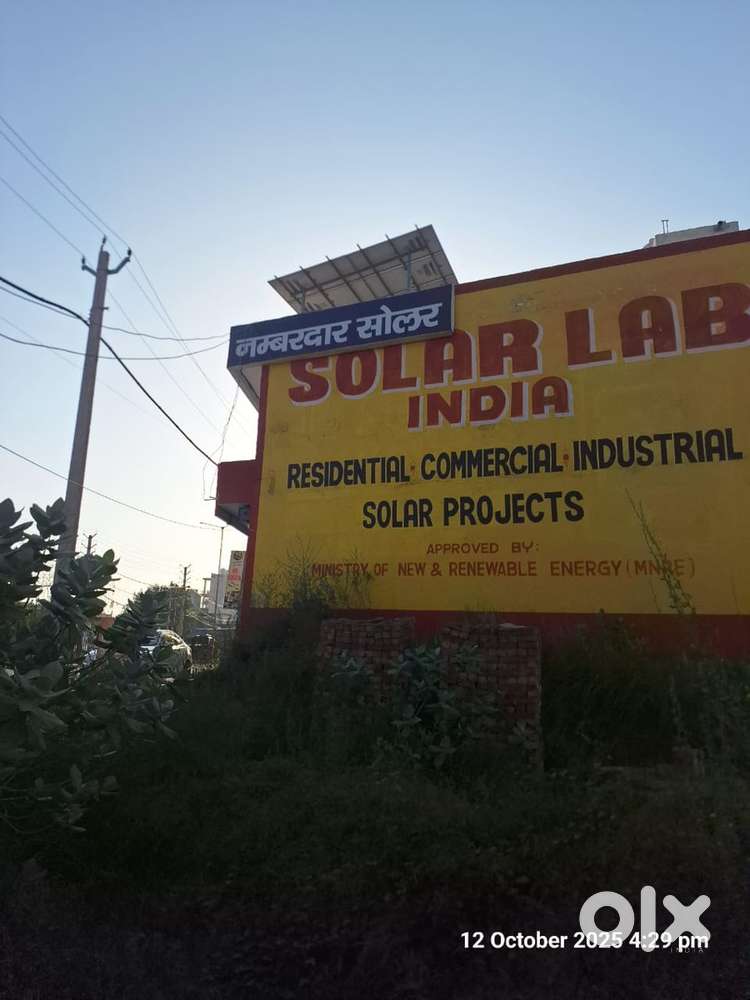 नम्बरदार सोलर
SOLAR LAB
INDIA
RESIDENTIAL · COMMERCIAL · INDUSTRIAL
SOLAR PROJECTS
APPROVED BY:
MINISTRY OF NEW & RENEWABLE ENERGY (MNRE)
olx
INDIA
12 October 2025 4:29 pm